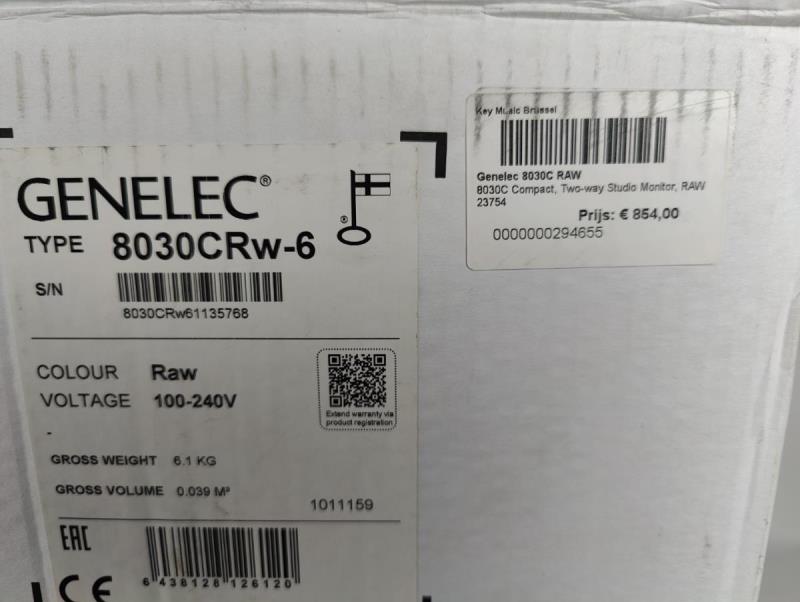 Key Music Brussel
Genelec 8030C RAW
8030C Compact, Two-way Studio Monitor, RAW
23754
Prijs: € 854,00
0000000294655
GENELEC®
®
TYPE 8030CRw-6
S/N
8030CRw61135768
COLOUR Raw
VOLTAGE 100-240V
-
Extend warranty via
product registration
GROSS WEIGHT 6.1 KG
GROSS VOLUME 0.039 M³
1011159
EAC
6 438128 126120
CE